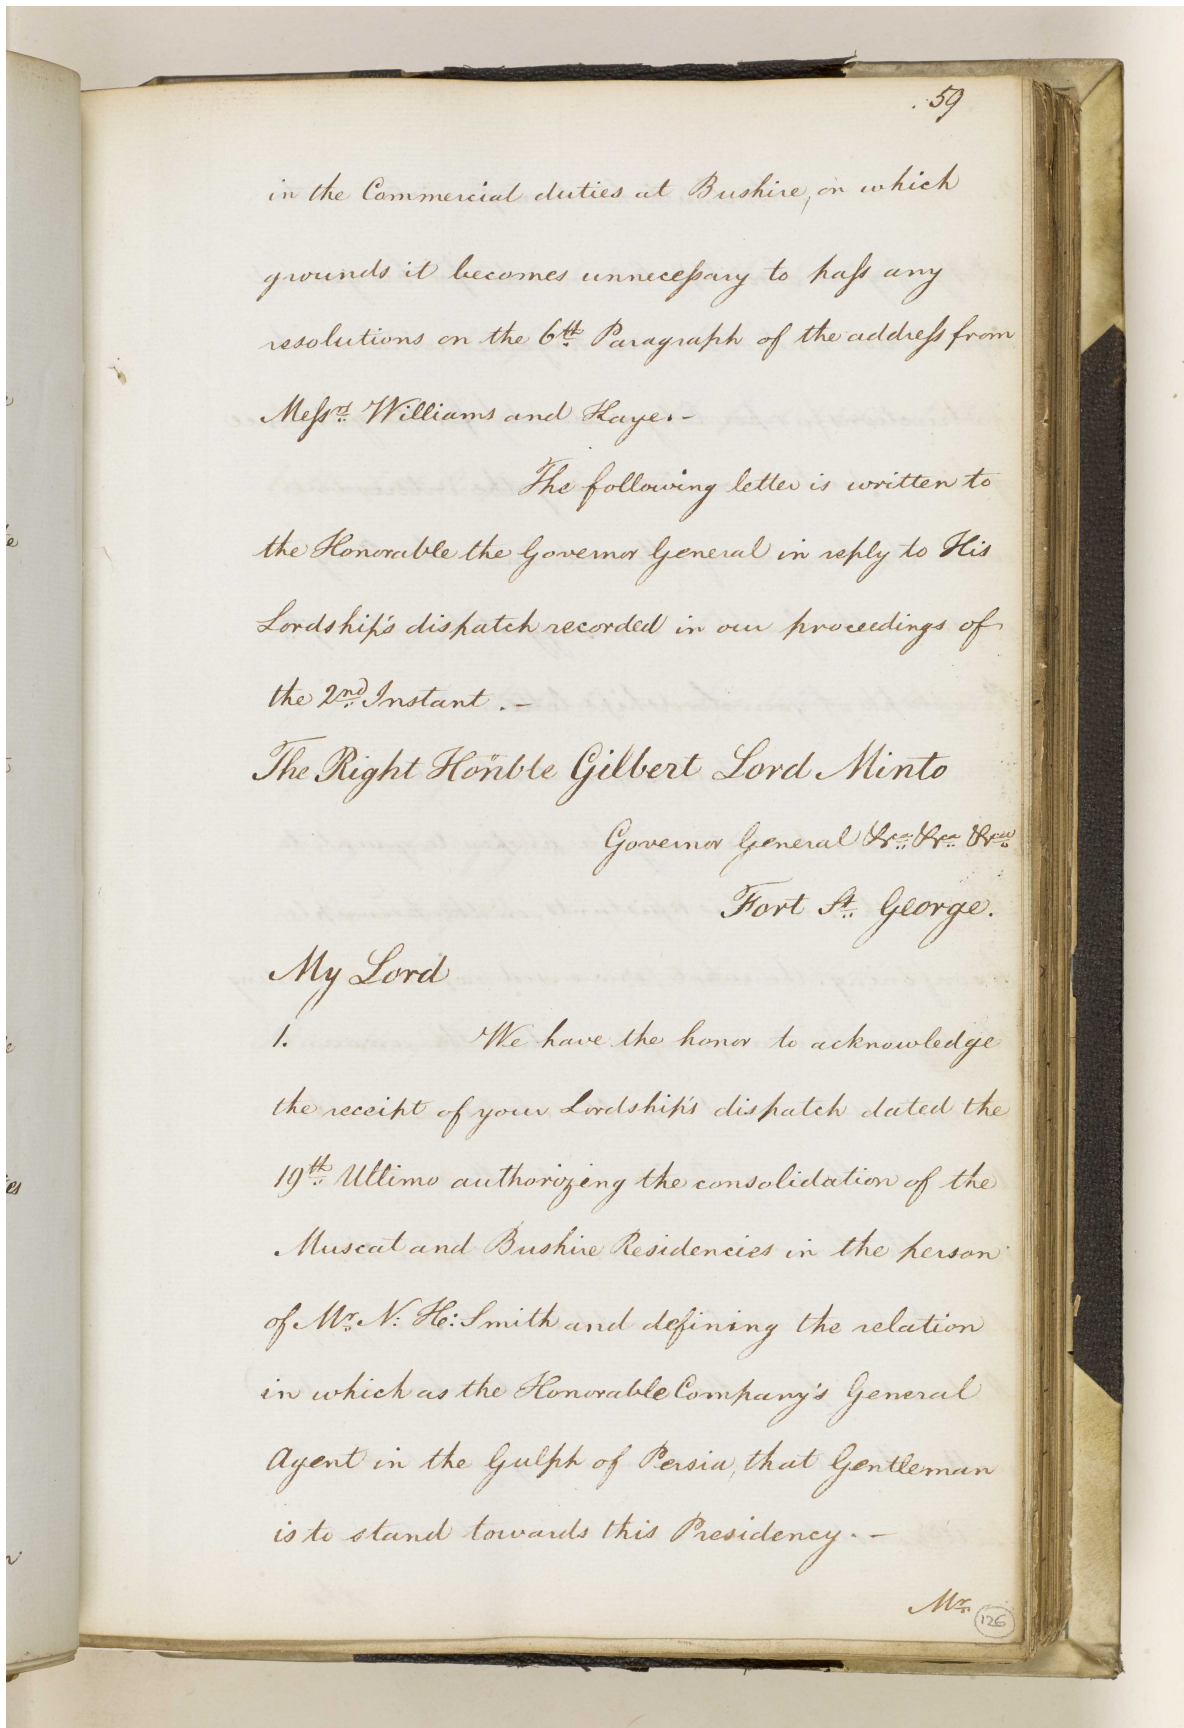 59
in the Commercial duties at Bushire, on which
grounds it becomes unneceſsary to paſs any
resolutions on the 6th. Paragraph of the addreſs from
Meſsrs. Williams and Haye. -
The following letter is written to
the Honorable the Governor General in reply to His
Lordship's dispatch recorded in our proceedings of
the 2nd. Instant. -
The Right Honble Gilbert Lord Minto
Governor General &ca. &ca. &ca.
Fort St. George.
My Lord
1. We have the honor to acknowledge
the receipt of your Lordship's dispatch dated the
19th. Ultimo authorizing the consolidation of the
Muscat and Bushire Residencies in the person
of Mr. N: H: Smith and defining the relation
in which as the Honorable Company's General
Agent in the Gulph of Persia, that Gentleman
is to stand towards this Presidency. -
Mr.
126